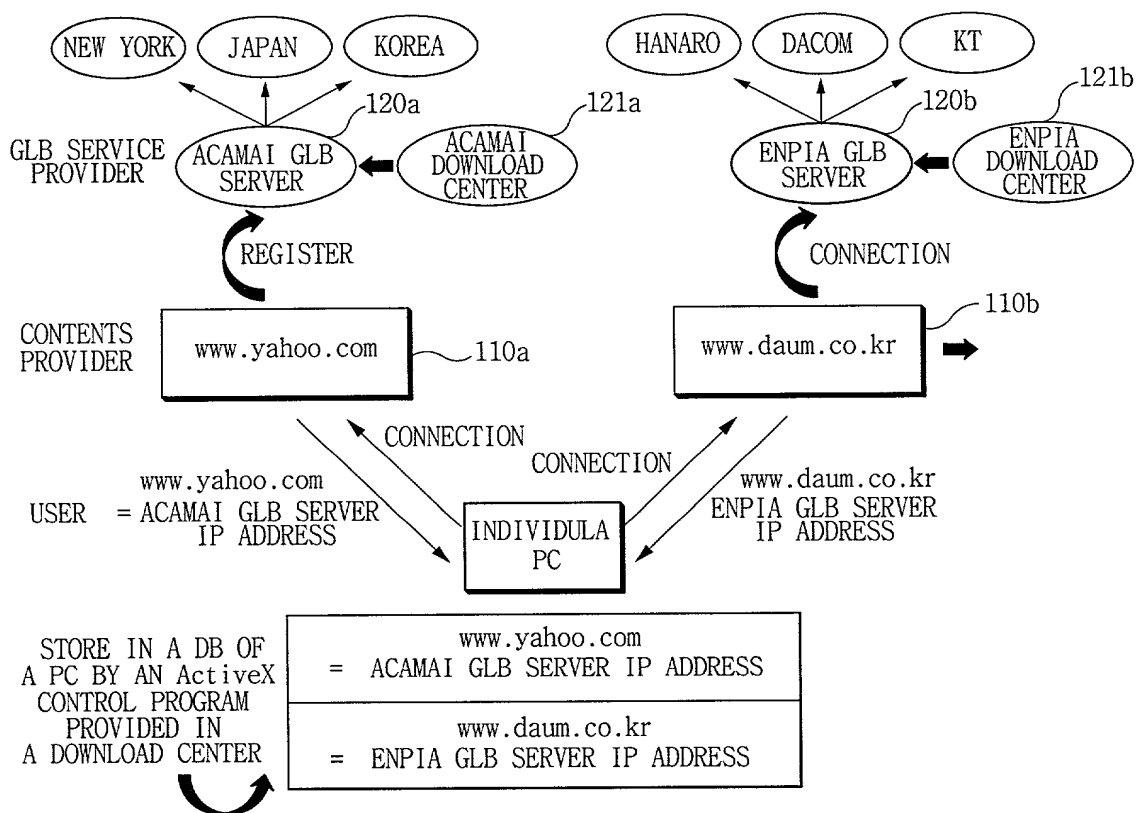 NEW YORK
JAPAN
KOREA
HANARO
DACOM
KT
120a
121a
120b
121b
GLB SERVICE
PROVIDER
ACAMAI GLB
SERVER
ACAMAI
DOWNLOAD
CENTER
ENPIA GLB
SERVER
ENPIA
DOWNLOAD
CENTER
REGISTER
CONNECTION
CONTENTS
PROVIDER
www.yahoo.com
110a
www.daum.co.kr
110b
CONNECTION
CONNECTION
USER
www.yahoo.com
= ACAMAI GLB SERVER
IP ADDRESS
INDIVIDULA
PC
www.daum.co.kr
ENPIA GLB SERVER
IP ADDRESS
STORE IN A DB OF
A PC BY AN ActiveX
CONTROL PROGRAM
PROVIDED IN
A DOWNLOAD CENTER
www.yahoo.com
= ACAMAI GLB SERVER IP ADDRESS
www.daum.co.kr
= ENPIA GLB SERVER IP ADDRESS